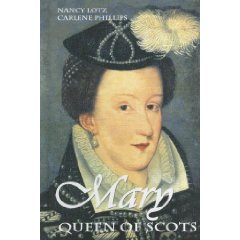 NANCY LOTZ,
CARLENE PHILLIPS
Mary
QUEEN OF SCOTS